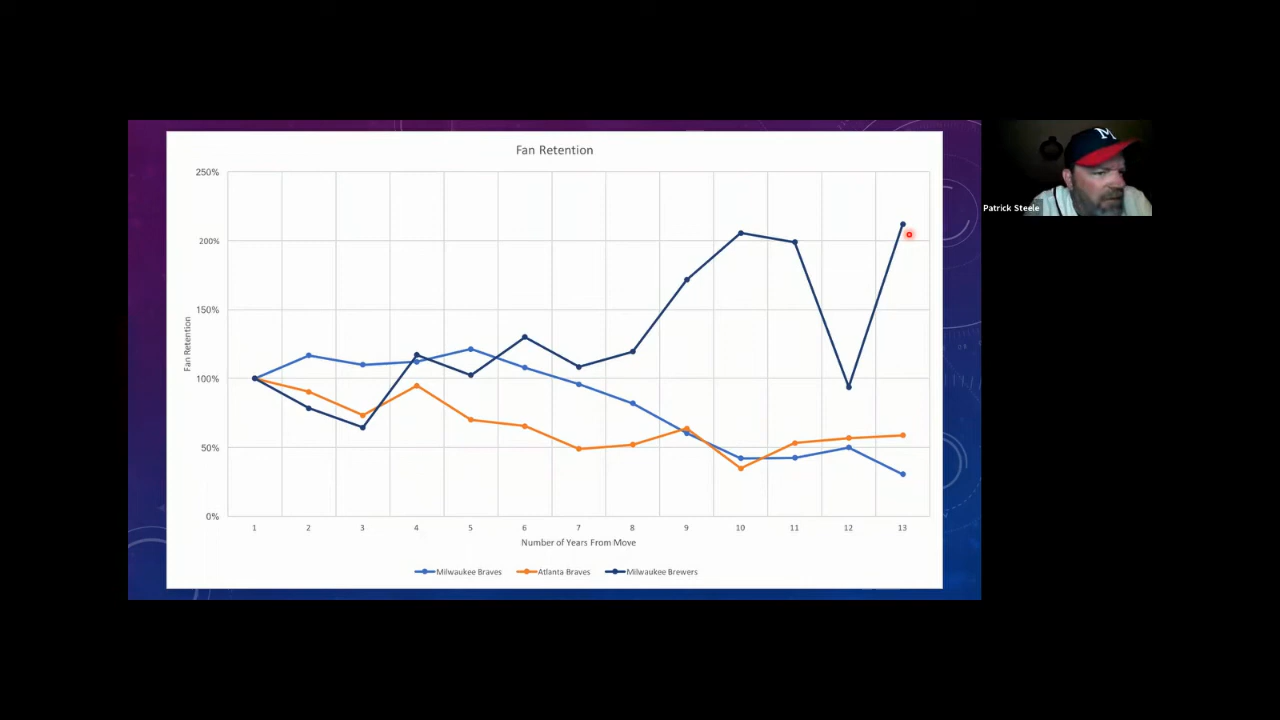 Fan Retention
250%
200%
150%
100%
50%
0%
Fan Retention
1 2 3 4 5 6 7 8 9 10 11 12 13
Number of Years From Move
Milwaukee Braves Atlanta Braves Milwaukee Brewers
M
Patrick Steele